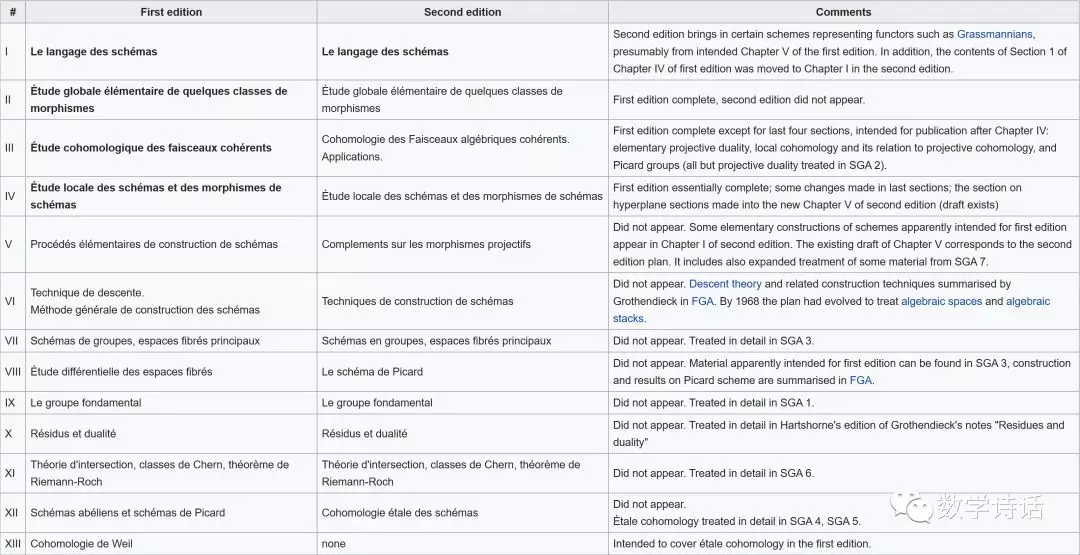 # First edition Second edition Comments
I Le langage des schémas Le langage des schémas Second edition brings in certain schemes representing functors such as Grassmannians,
presumably from intended Chapter V of the first edition. In addition, the contents of Section 1 of
Chapter IV of first edition was moved to Chapter I in the second edition.
II Étude globale élémentaire de quelques classes de
morphismes
Étude globale élémentaire de quelques classes de
morphismes
First edition complete, second edition did not appear.
III Étude cohomologique des faisceaux cohérents
Cohomologie des Faisceaux algébriques cohérents.
Applications.
First edition complete except for last four sections, intended for publication after Chapter IV:
elementary projective duality, local cohomology and its relation to projective cohomology, and
Picard groups (all but projective duality treated in SGA 2).
IV Étude locale des schémas et des morphismes de
schémas
Étude locale des schémas et des morphismes de schémas
First edition essentially complete; some changes made in last sections; the section on
hyperplane sections made into the new Chapter V of second edition (draft exists)
V Procédés élémentaires de construction de schémas Complements sur les morphismes projectifs
Did not appear. Some elementary constructions of schemes apparently intended for first edition
appear in Chapter I of second edition. The existing draft of Chapter V corresponds to the second
edition plan. It includes also expanded treatment of some material from SGA 7.
VI Technique de descente.
Méthode générale de construction des schémas
Techniques de construction de schémas
Did not appear. Descent theory and related construction techniques summarised by
Grothendieck in FGA. By 1968 the plan had evolved to treat algebraic spaces and algebraic
stacks.
VII Schémas de groupes, espaces fibrés principaux Schémas en groupes, espaces fibrés principaux Did not appear. Treated in detail in SGA 3.
VIII Étude différentielle des espaces fibrés Le schéma de Picard
Did not appear. Material apparently intended for first edition can be found in SGA 3, construction
and results on Picard scheme are summarised in FGA.
IX Le groupe fondamental Le groupe fondamental Did not appear. Treated in detail in SGA 1.
X Résidus et dualité Résidus et dualité
Did not appear. Treated in detail in Hartshorne's edition of Grothendieck's notes "Residues and
duality"
XI Théorie d'intersection, classes de Chern, théorème de
Riemann-Roch
Théorie d'intersection, classes de Chern, théorème de
Riemann-Roch
Did not appear. Treated in detail in SGA 6.
XII Schémas abéliens et schémas de Picard Cohomologie étale des schémas
Did not appear.
Étale cohomology treated in detail in SGA 4, SGA 5.
XIII Cohomologie de Weil none Intended to cover étale cohomology in the first edition.
数学诗话